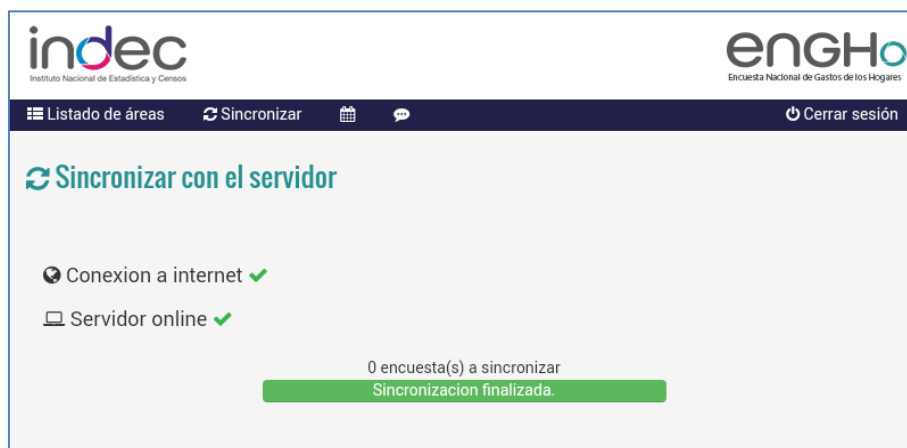 indec
Instituto Nacional de Estadística y Censos
enGHo
Encuesta Nacional de Gastos de los Hogares
Listado de áreas Sincronizar Cerrar sesión
Sincronizar con el servidor
Conexion a internet
Servidor online
0 encuesta(s) a sincronizar
Sincronizacion finalizada.